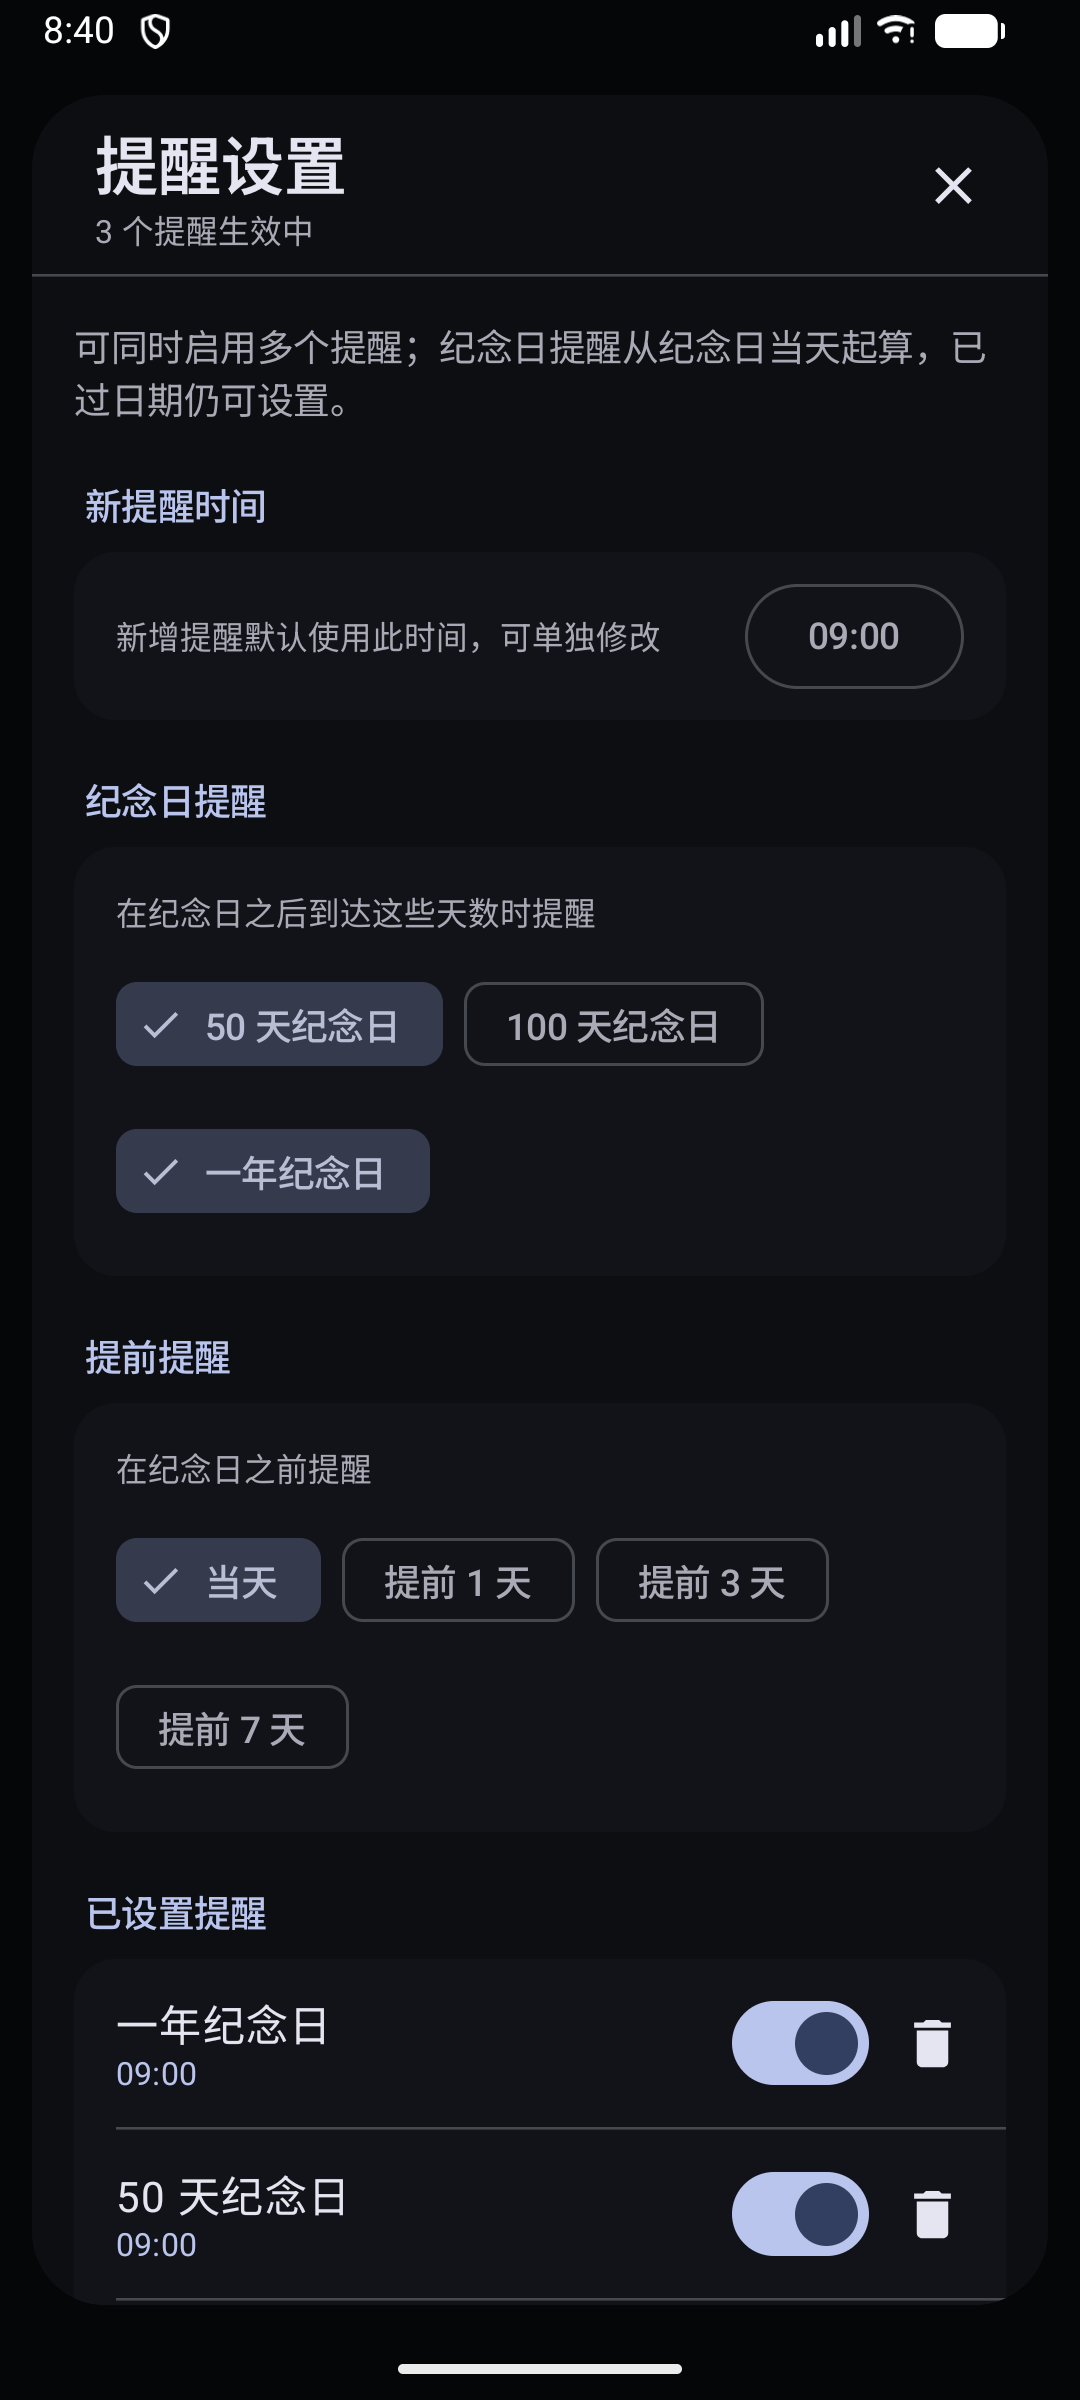 8:40
提醒设置
3 个提醒生效中
可同时启用多个提醒；纪念日提醒从纪念日当天起算，已
过日期仍可设置。
新提醒时间
新增提醒默认使用此时间，可单独修改
09:00
纪念日提醒
在纪念日之后到达这些天数时提醒
50 天纪念日
100 天纪念日
一年纪念日
提前提醒
在纪念日之前提醒
当天
提前 1 天
提前 3 天
提前 7 天
已设置提醒
一年纪念日
09:00
50 天纪念日
09:00